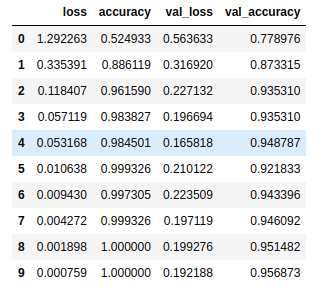 loss accuracy val_loss val_accuracy
0 1.292263 0.524933 0.563633 0.778976
1 0.335391 0.886119 0.316920 0.873315
2 0.118407 0.961590 0.227132 0.935310
3 0.057119 0.983827 0.196694 0.935310
4 0.053168 0.984501 0.165818 0.948787
5 0.010638 0.999326 0.210122 0.921833
6 0.009430 0.997305 0.223509 0.943396
7 0.004272 0.999326 0.197119 0.946092
8 0.001898 1.000000 0.199276 0.951482
9 0.000759 1.000000 0.192188 0.956873